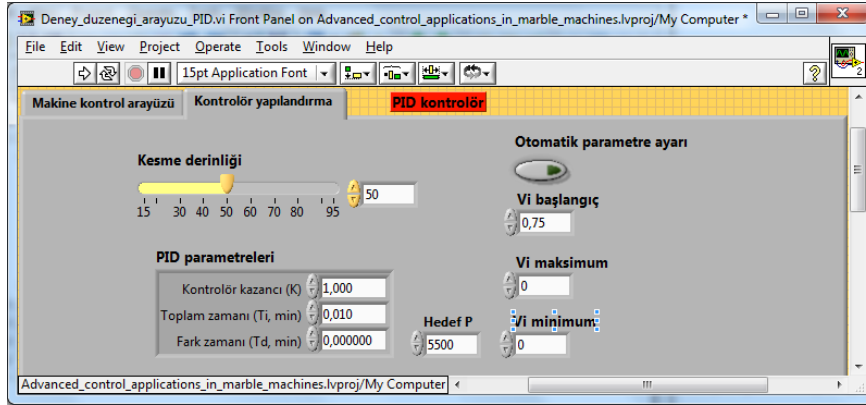 Deney_duzenegi_arayuzu_PID.vi Front Panel on Advanced_control_applications_in_marble_machines.lvproj/My Computer *
File Edit View Project Operate Tools Window Help
15pt Application Font
2
Makine kontrol arayüzü Kontrolör yapılandırma PID kontrolör
Otomatik parametre ayarı
Kesme derinliği
50
15 30 40 50 60 70 80 95
Vi başlangıç
0,75
PID parametreleri
Vi maksimum
Kontrolör kazancı (K) 1,000
0
Toplam zamanı (Ti, min) 0,010
Hedef P Vi minimum
Fark zamanı (Td, min) 0,000000
5500 0
Advanced_control_applications_in_marble_machines.lvproj/My Computer